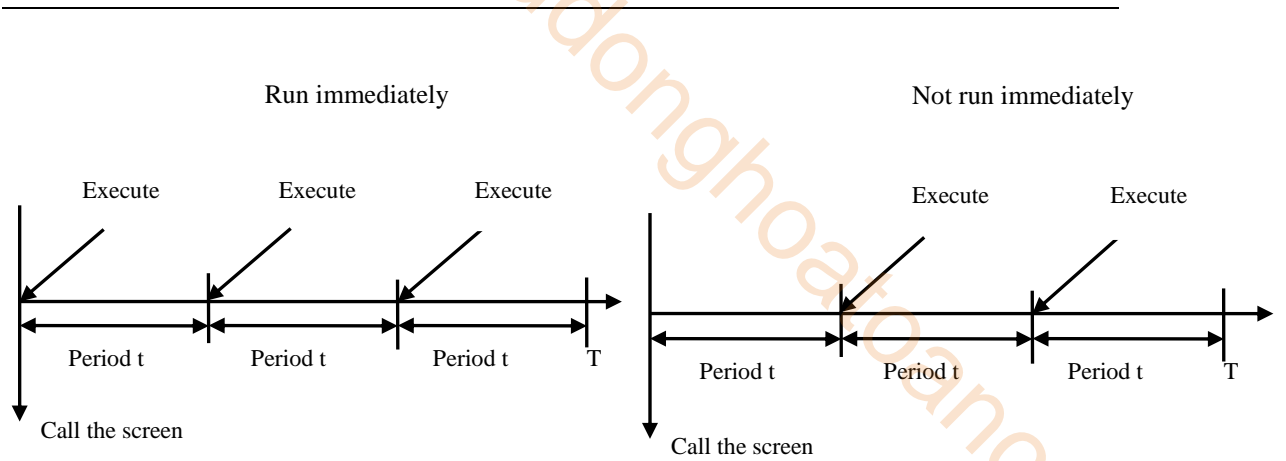 Run immediately
Not run immediately
Execute Execute Execute
Execute Execute
Period t Period t Period t T
Period t Period t Period t T
Call the screen
Call the screen
donghoatoanc